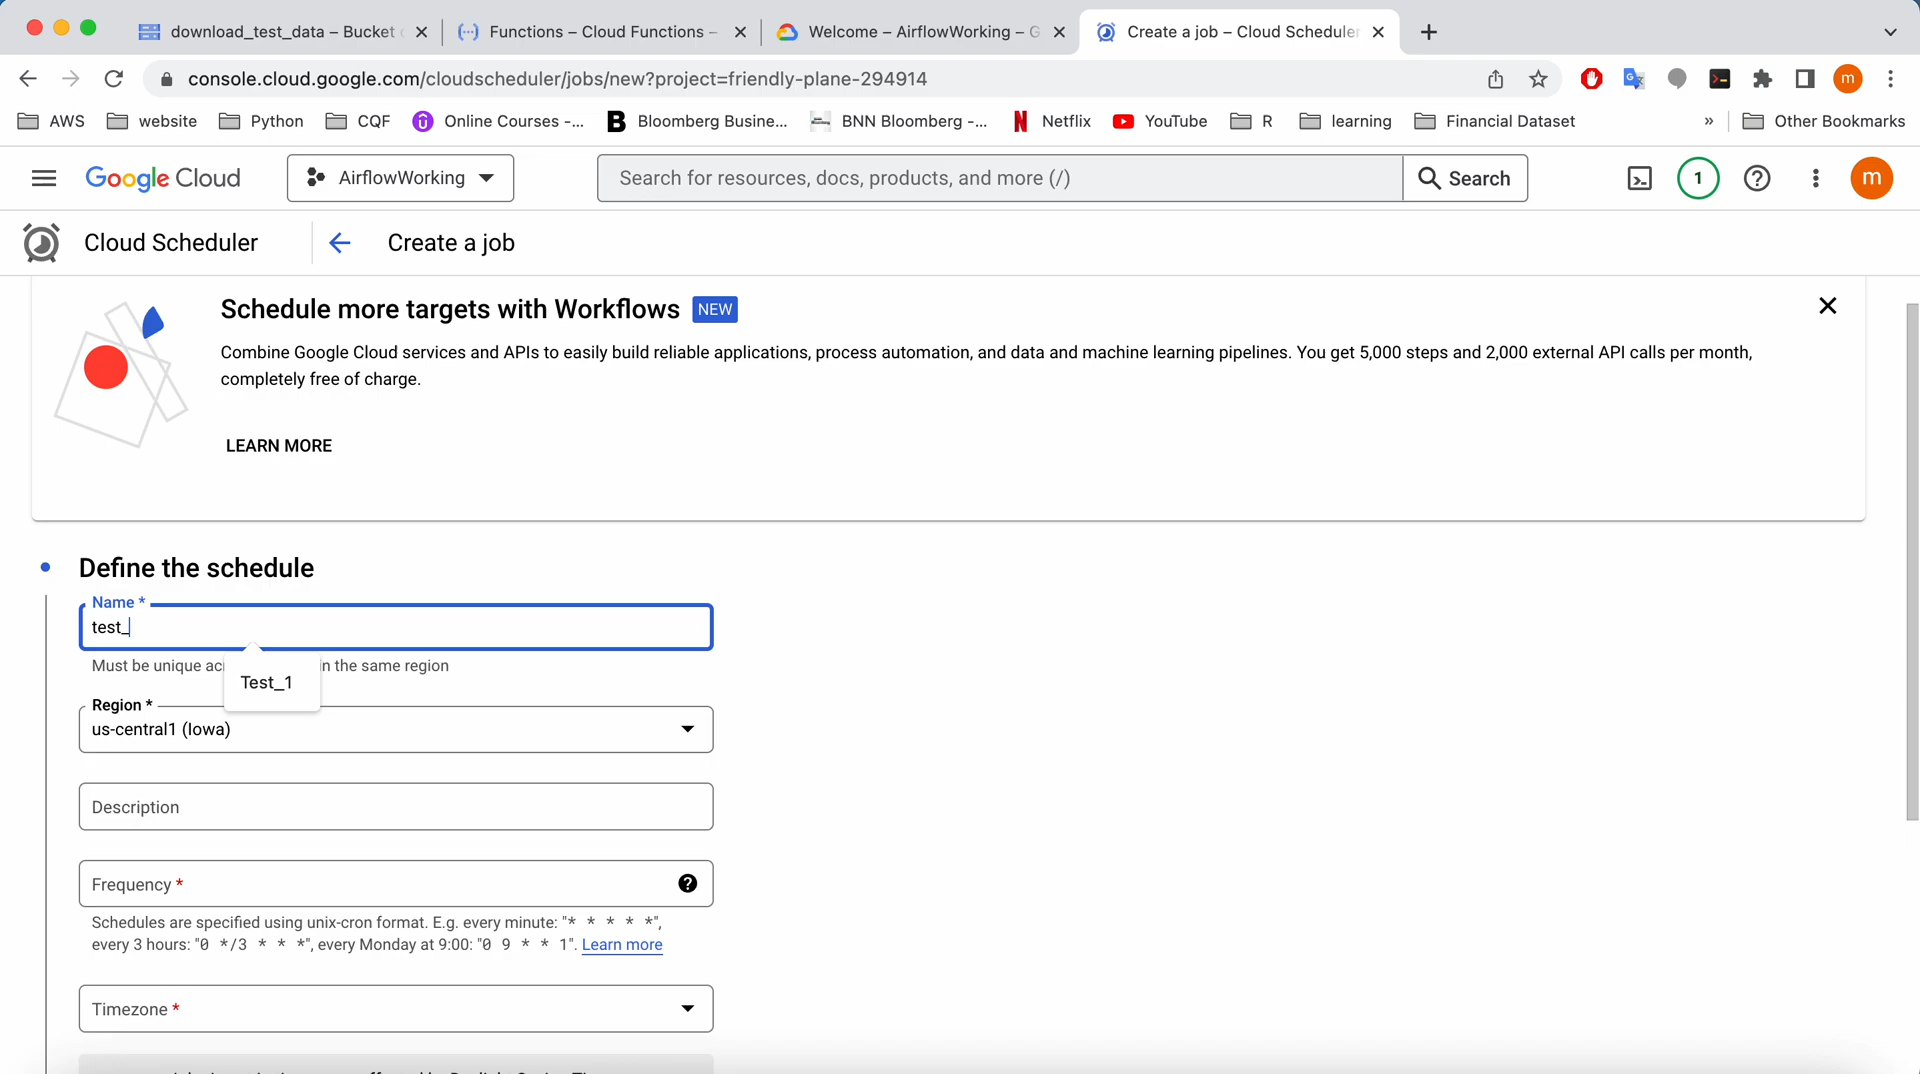 download_test_data – Bucket
Functions – Cloud Functions –
Welcome – AirflowWorking – G
Create a job – Cloud Scheduler
console.cloud.google.com/cloudscheduler/jobs/new?project=friendly-plane-294914
m
AWS
website
Python
CQF
Online Courses -...
B Bloomberg Busine...
BNN Bloomberg -...
N Netflix
YouTube
R
learning
Financial Dataset
»
Other Bookmarks
Google Cloud
AirflowWorking
Search for resources, docs, products, and more (/)
Search
1
m
Cloud Scheduler
Create a job
Schedule more targets with Workflows NEW
Combine Google Cloud services and APIs to easily build reliable applications, process automation, and data and machine learning pipelines. You get 5,000 steps and 2,000 external API calls per month,
completely free of charge.
LEARN MORE
Define the schedule
Name *
test_
Must be unique in the same region
Test_1
Region *
us-central1 (Iowa)
Description
Frequency *
Schedules are specified using unix-cron format. E.g. every minute: "* * * * *",
every 3 hours: "0 */3 * * *", every Monday at 9:00: "0 9 * * 1". Learn more
Timezone *